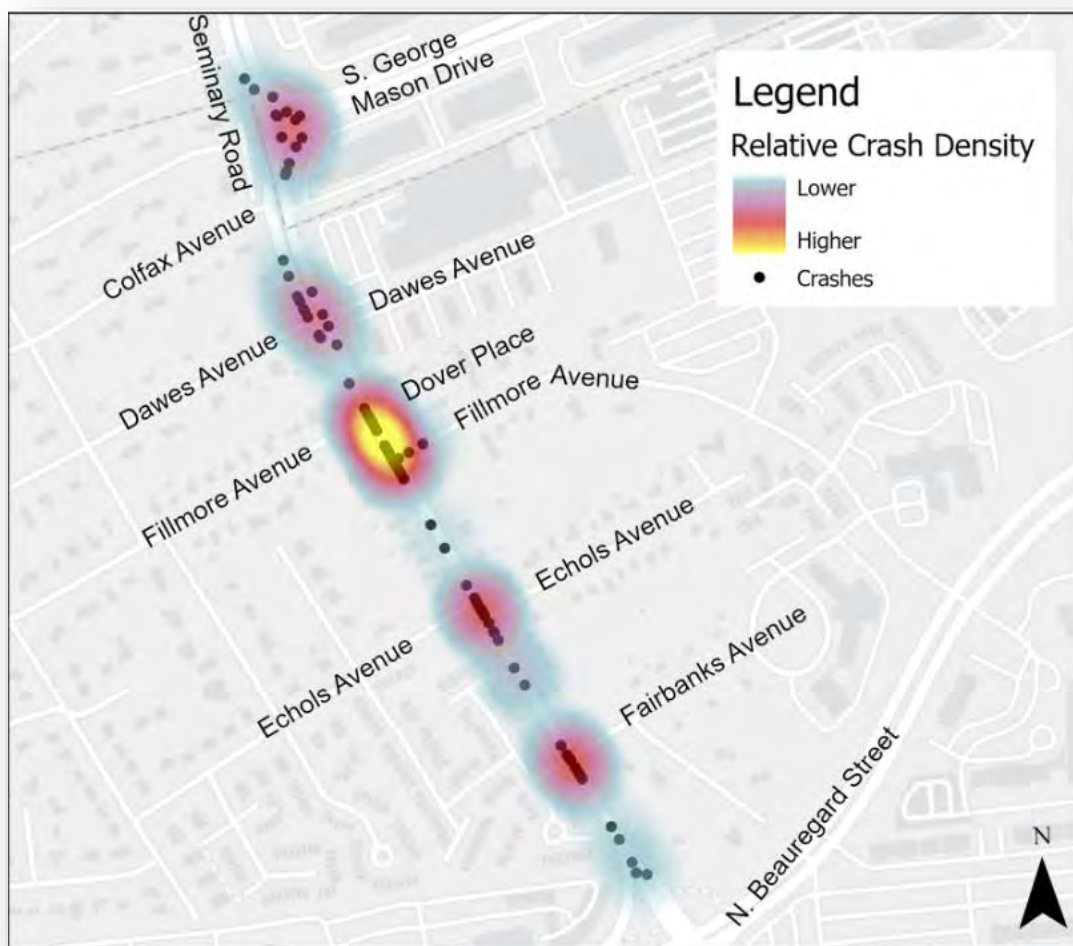 Seminary Road
S. George
Mason Drive
Legend
Relative Crash Density
Lower
Higher
Crashes
Colfax Avenue
Dawes Avenue
Dawes Avenue
Dover Place
Fillmore Avenue
Fillmore Avenue
Echols Avenue
Echols Avenue
Fairbanks Avenue
N. Beauregard Street
N